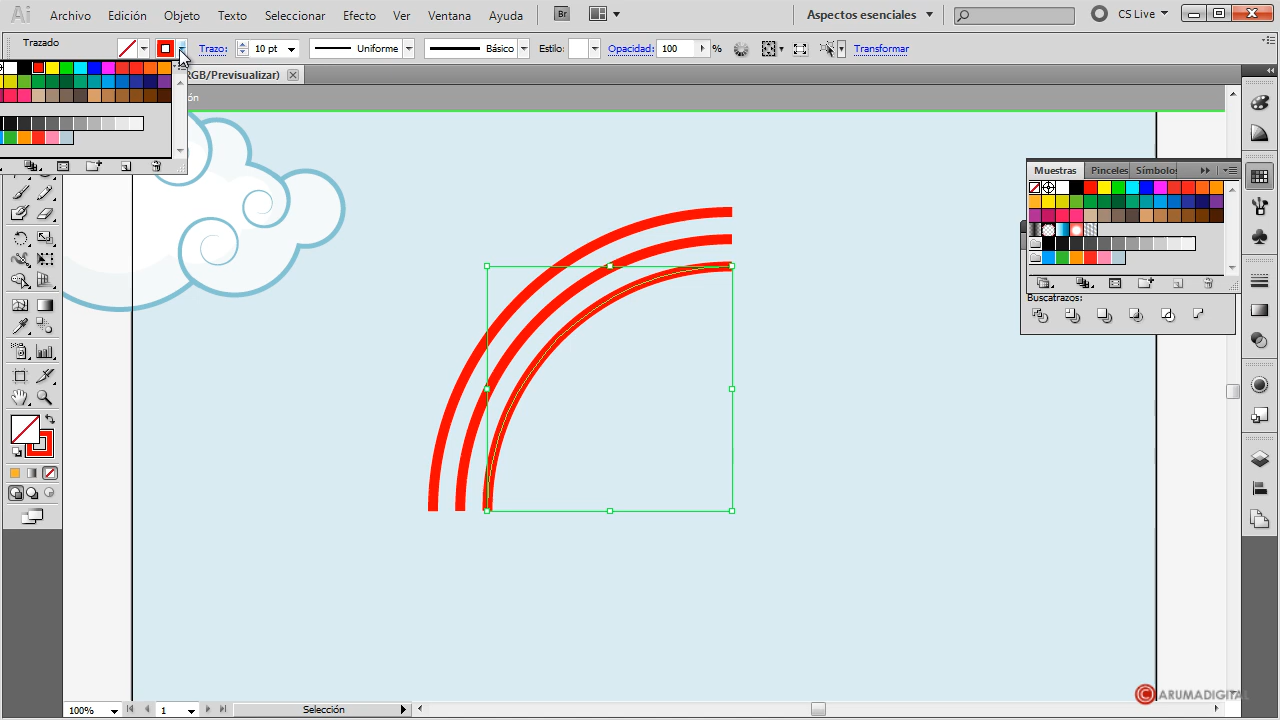 Ai Archivo Edición Objeto Texto Seleccionar Efecto Ver Ventana Ayuda Br Aspectos esenciales CS Live
Trazado Trazo: 10 pt Uniforme Básico Estilo: Opacidad: 100 % Transformar
RGB/Previsualizar)
ón
Muestras Pinceles Símbolos
Buscatrazos:
100% 1 Selección
C ARUMADIGITAL